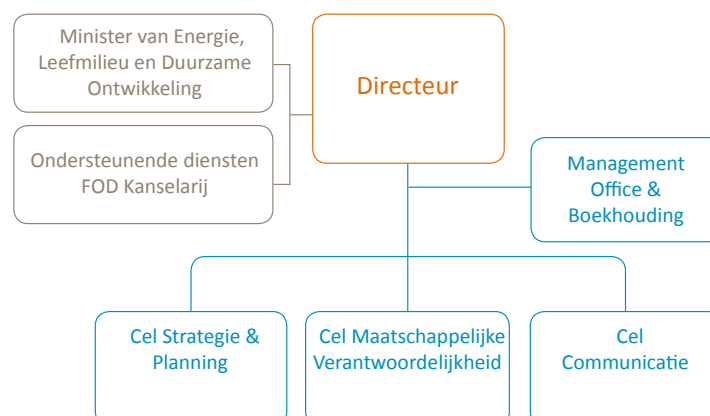 Minister van Energie,
Leefmilieu en Duurzame
Ontwikkeling
Directeur
Ondersteunende diensten
FOD Kanselarij
Management
Office &
Boekhouding
Cel Strategie &
Planning
Cel Maatschappelijke
Verantwoordelijkheid
Cel
Communicatie